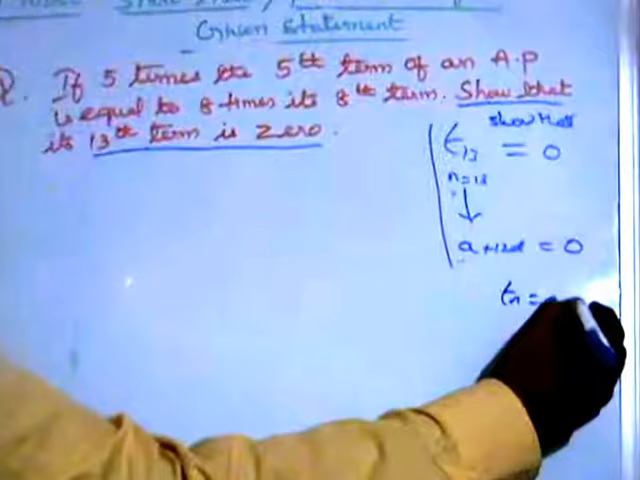 Given Statement
Q. If 5 times the 5th term of an A.P
is equal to 8 times its 8th term. Show that
its 13th term is zero.
show that
t13 = 0
n=13
a+12d = 0
tn =